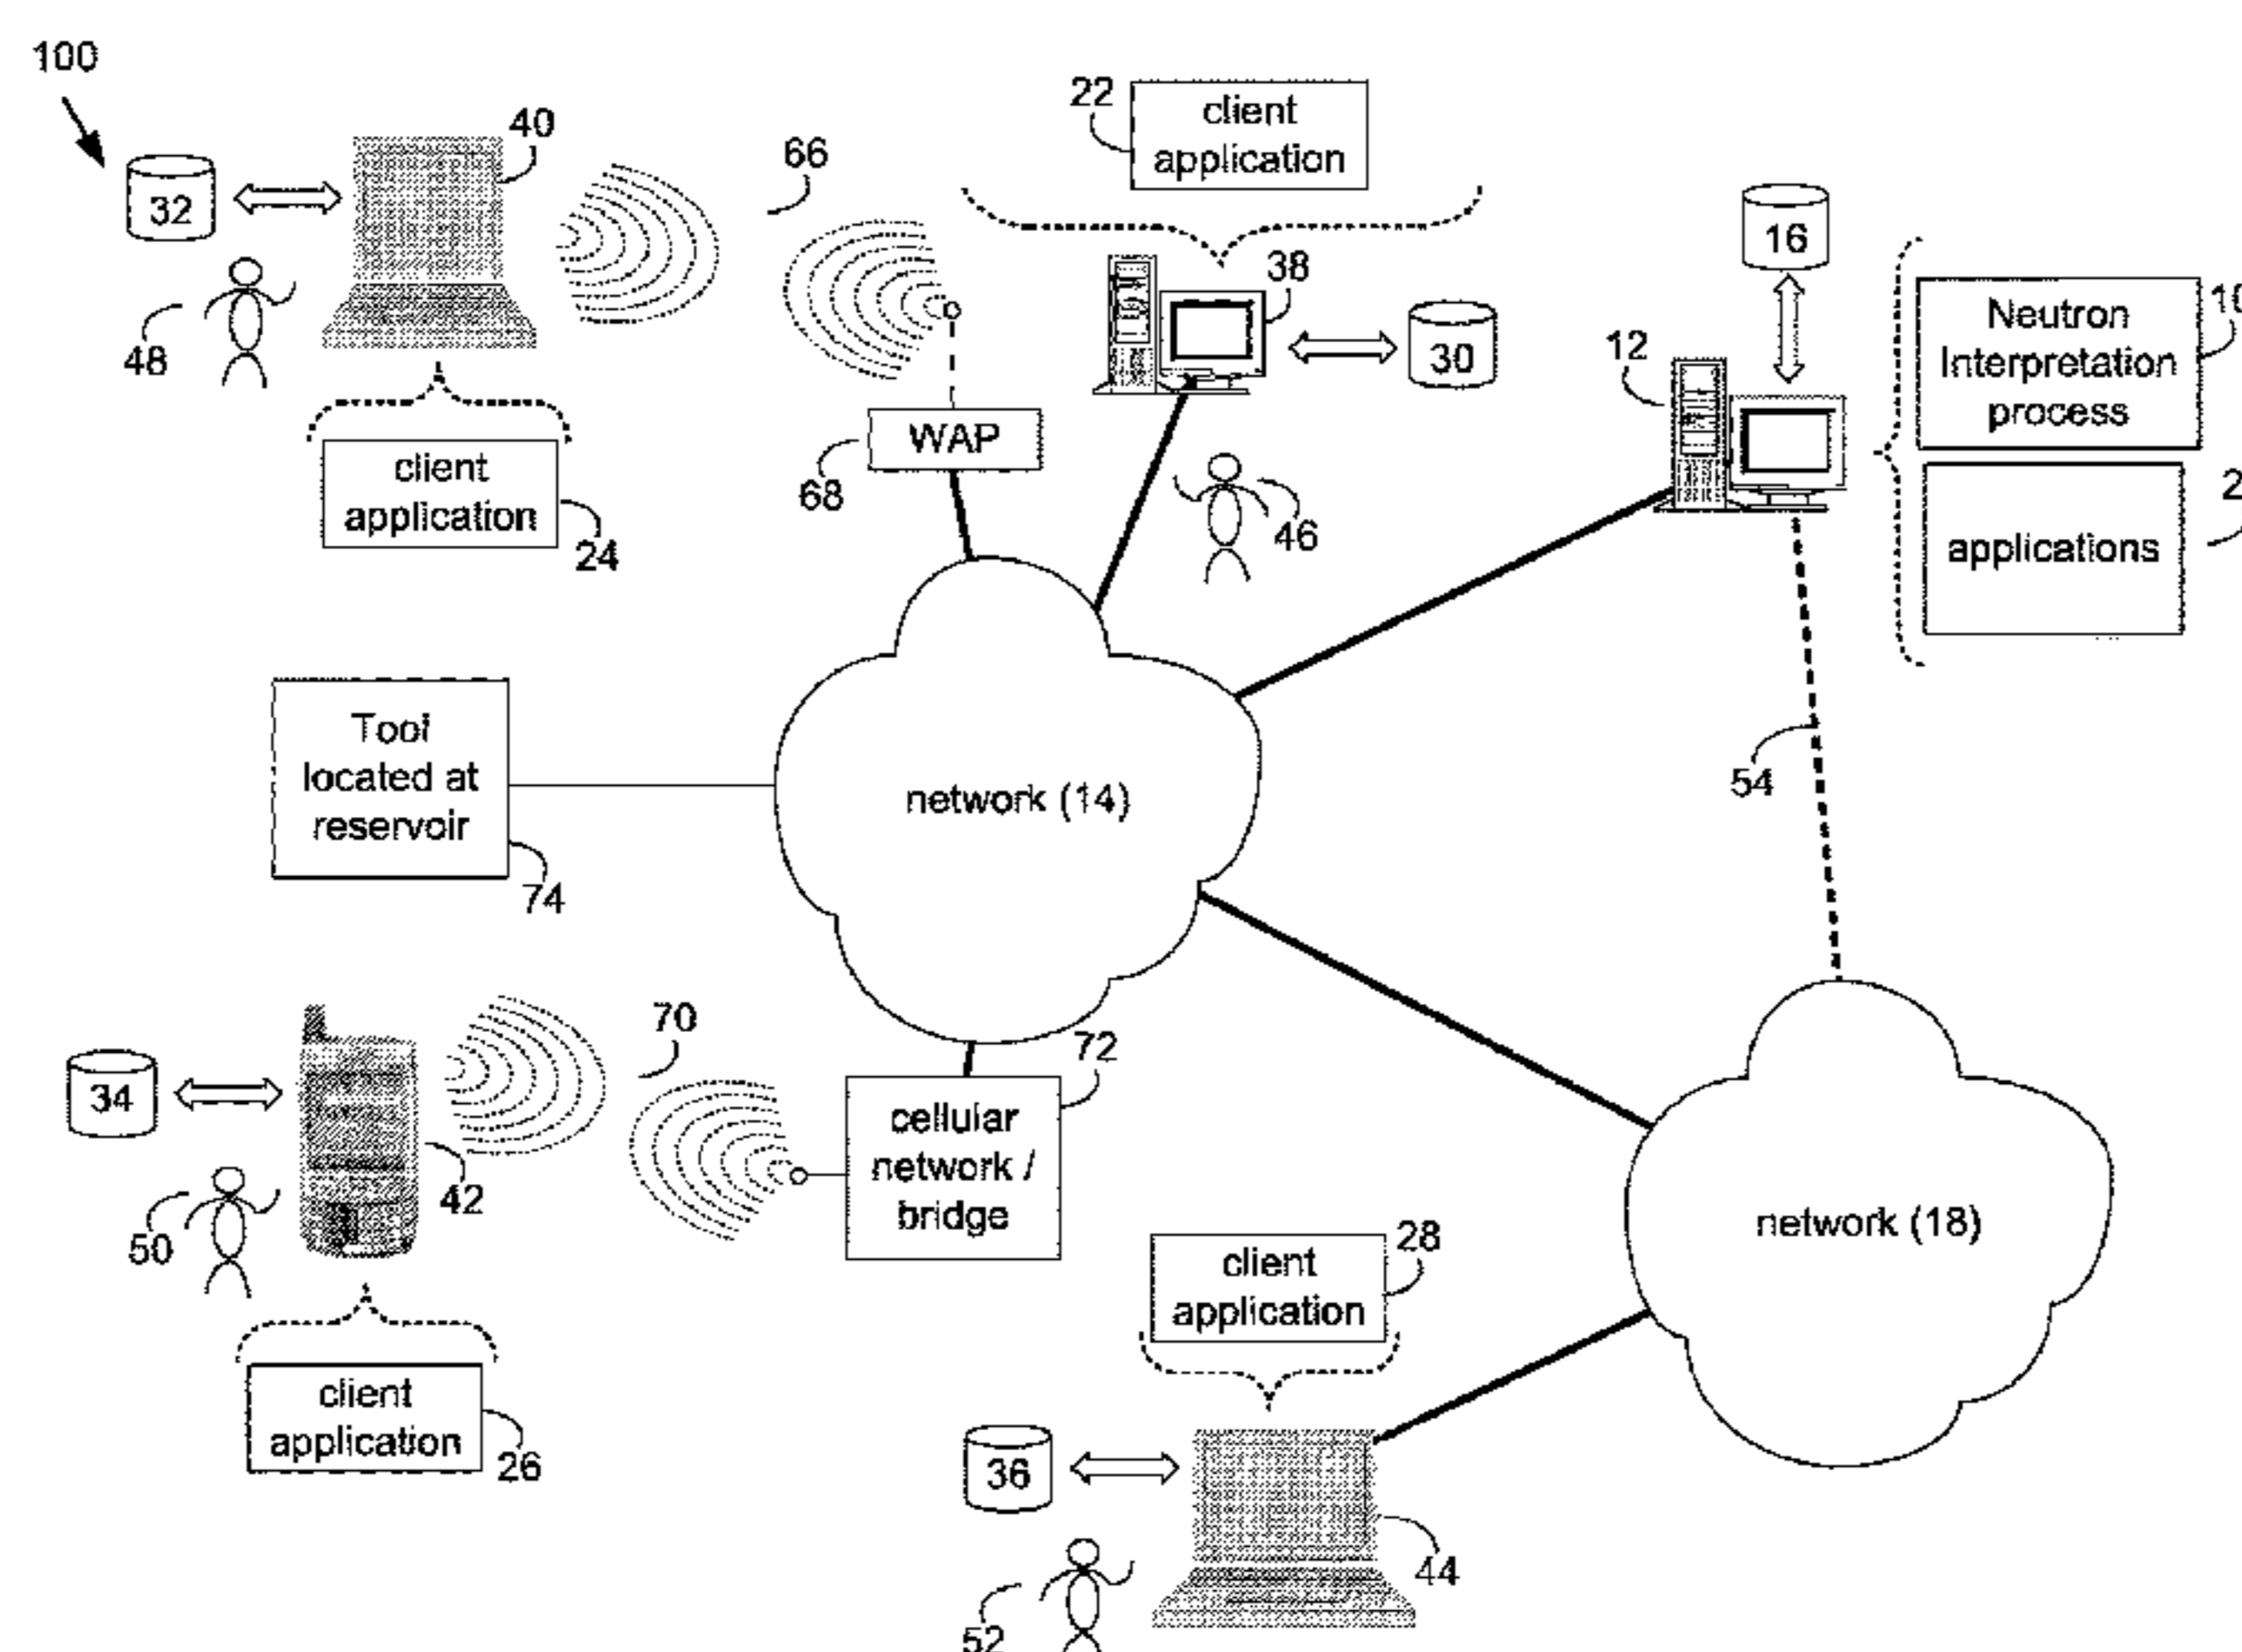 100
32
40
48
client
application
24
66
WAP
68
22
client
application
38
30
46
16
12
Neutron
Interpretation
process
10
applications
54
Tool
located at
reservoir
74
network (14)
34
42
50
client
application
26
70
72
cellular
network /
bridge
client
application
28
36
44
52
network (18)